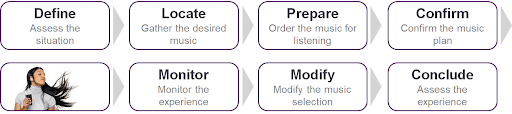 Define
Assess the
situation
Locate
Gather the desired
music
Prepare
Order the music for
listening
Confirm
Confirm the music
plan
Monitor
Monitor the
experience
Modify
Modify the music
selection
Conclude
Assess the
experience